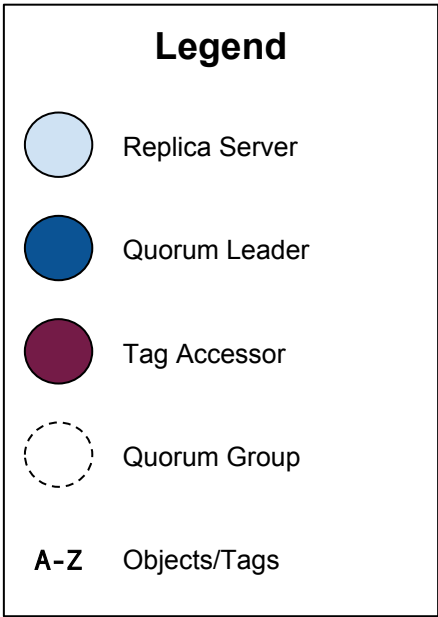 Legend
Replica Server
Quorum Leader
Tag Accessor
Quorum Group
A-Z Objects/Tags